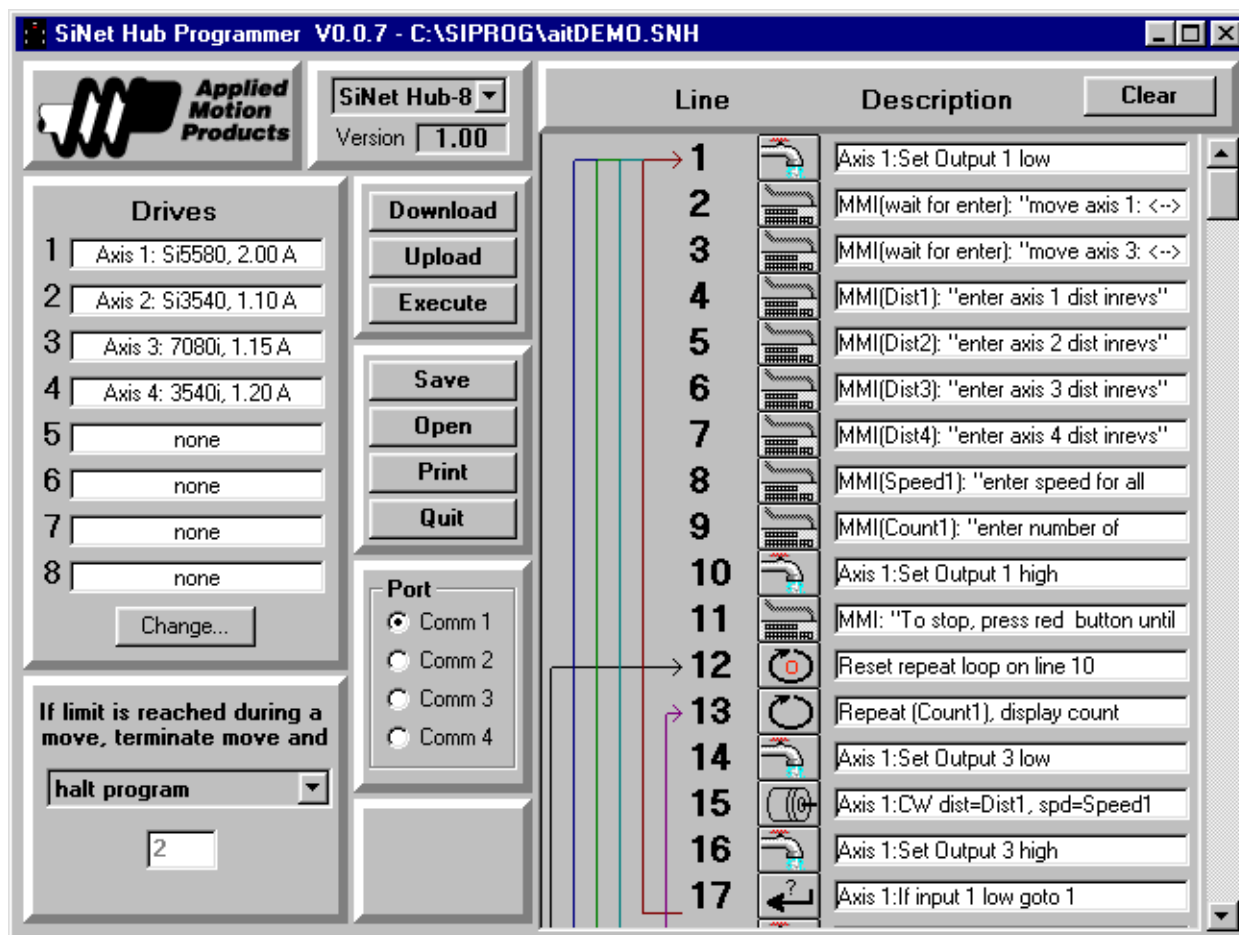 SiNet Hub Programmer V0.0.7 - C:\SIPROG\aitDEMO.SNH
Applied
Motion
Products
SiNet Hub-8
Version 1.00
Drives
1 Axis 1: Si5580, 2.00 A
2 Axis 2: Si3540, 1.10 A
3 Axis 3: 7080i, 1.15 A
4 Axis 4: 3540i, 1.20 A
5 none
6 none
7 none
8 none
Change...
If limit is reached during a
move, terminate move and
halt program
2
Download
Upload
Execute
Save
Open
Print
Quit
Port
Comm 1
Comm 2
Comm 3
Comm 4
Line Description Clear
1 Axis 1:Set Output 1 low
2 MMI(wait for enter): "move axis 1: <-->
3 MMI(wait for enter): "move axis 3: <-->
4 MMI(Dist1): "enter axis 1 dist inrevs"
5 MMI(Dist2): "enter axis 2 dist inrevs"
6 MMI(Dist3): "enter axis 3 dist inrevs"
7 MMI(Dist4): "enter axis 4 dist inrevs"
8 MMI(Speed1): "enter speed for all
9 MMI(Count1): "enter number of
10 Axis 1:Set Output 1 high
11 MMI: "To stop, press red button until
12 Reset repeat loop on line 10
13 Repeat (Count1), display count
14 Axis 1:Set Output 3 low
15 Axis 1:CW dist=Dist1, spd=Speed1
16 Axis 1:Set Output 3 high
17 Axis 1:If input 1 low goto 1